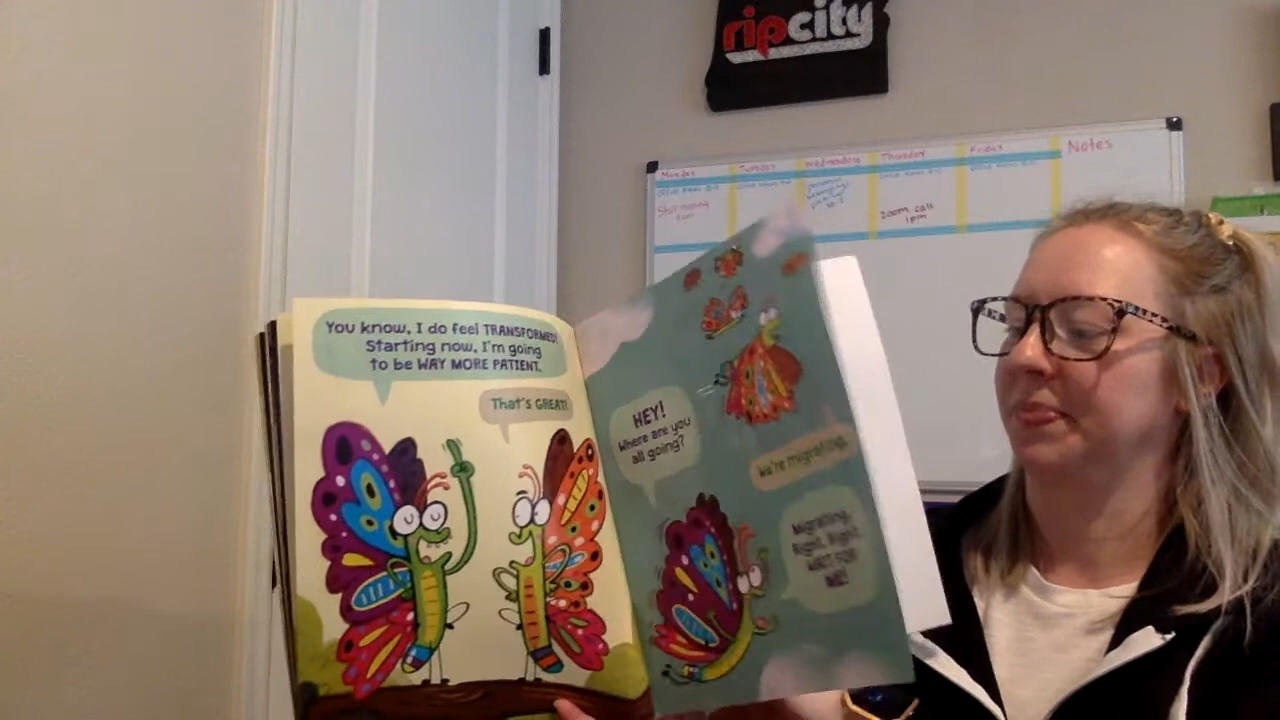 ripcity
Monday Tuesday Wednesday Thursday Friday Notes
zoom call
1pm
You know, I do feel TRANSFORMED!
Starting now, I'm going
to be WAY MORE PATIENT.
That's GREAT!
HEY!
Where are you
all going?
We're migrating.
Migrating.
Right. Right.
WAIT FOR
ME!